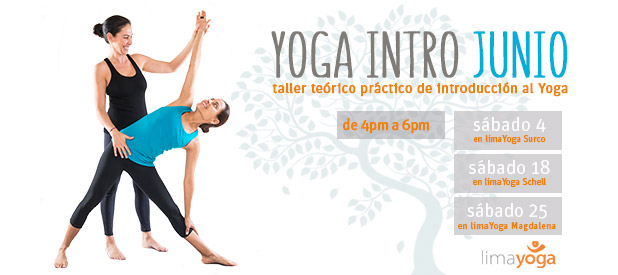 YOGA INTRO JUNIO
taller teórico práctico de introducción al Yoga
de 4pm a 6pm
sábado 4
en limaYoga Surco
sábado 18
en limaYoga Schell
sábado 25
en limaYoga Magdalena
limayoga